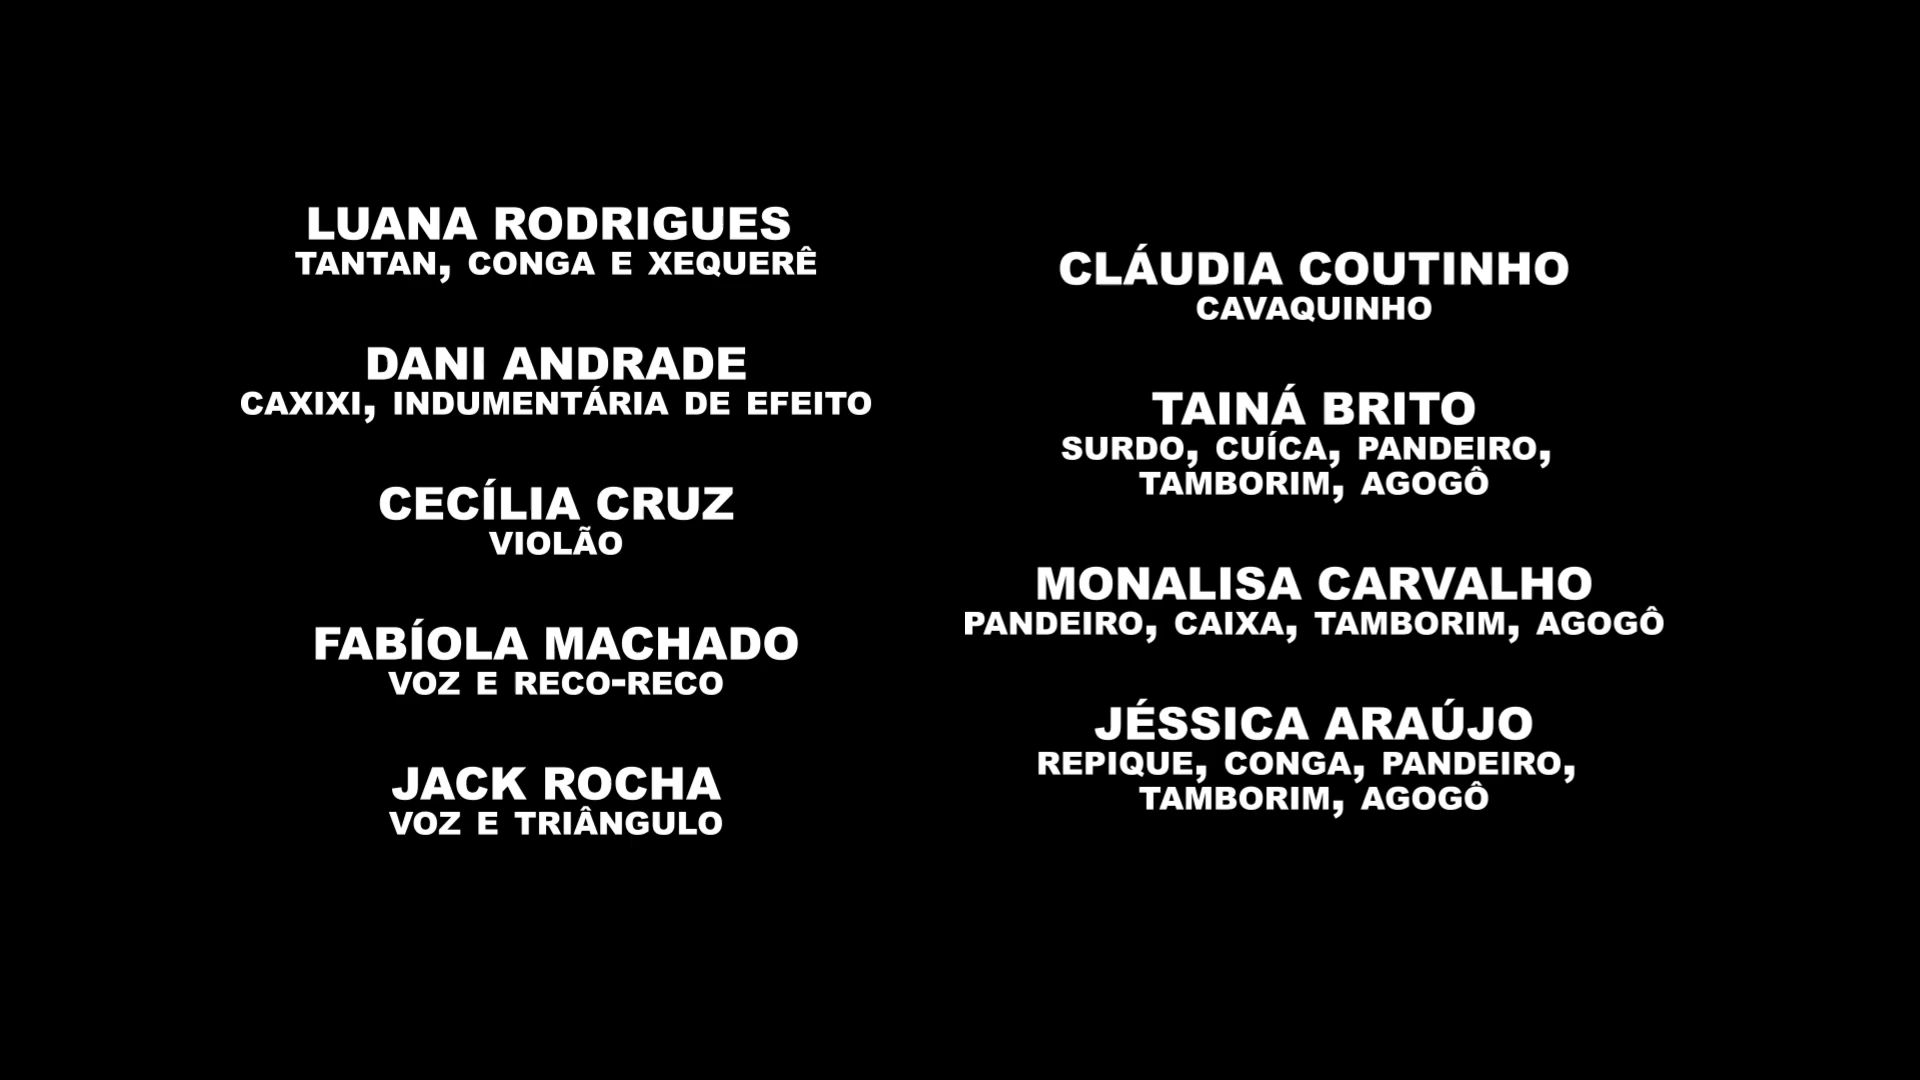 LUANA RODRIGUES
TANTAN, CONGA E XEQUERÊ
DANI ANDRADE
CAXIXI, INDUMENTÁRIA DE EFEITO
CECÍLIA CRUZ
VIOLÃO
FABÍOLA MACHADO
VOZ E RECO-RECO
JACK ROCHA
VOZ E TRIÂNGULO
CLÁUDIA COUTINHO
CAVAQUINHO
TAINÁ BRITO
SURDO, CUÍCA, PANDEIRO,
TAMBORIM, AGOGÔ
MONALISA CARVALHO
PANDEIRO, CAIXA, TAMBORIM, AGOGÔ
JÉSSICA ARAÚJO
REPIQUE, CONGA, PANDEIRO,
TAMBORIM, AGOGÔ